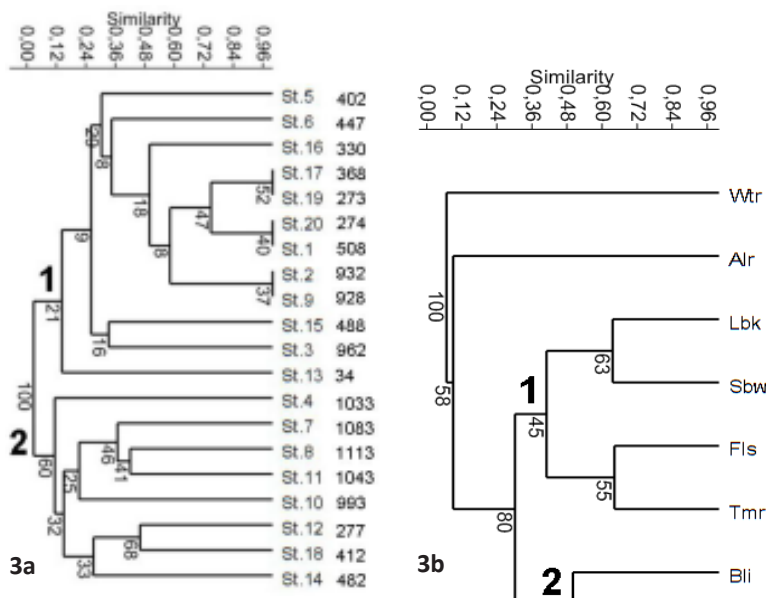 Similarity
0,00 0,12 0,24 0,36 0,48 0,60 0,72 0,84 0,96
St.5 402
St.6 447
St.16 330
St.17 368
St.19 273
St.20 274
St.1 508
St.2 932
St.9 928
St.15 488
St.3 962
St.13 34
St.4 1033
St.7 1083
St.8 1113
St.11 1043
St.10 993
St.12 277
St.18 412
St.14 482
20
8
18
52
47
40
8
37
9
1
21
16
100
2
60
46
41
25
32
68
33
3a
Similarity
0,00 0,12 0,24 0,36 0,48 0,60 0,72 0,84 0,96
Wtr
Alr
Lbk
Sbw
Fls
Tmr
Bli
100
58
63
1
45
55
80
2
3b